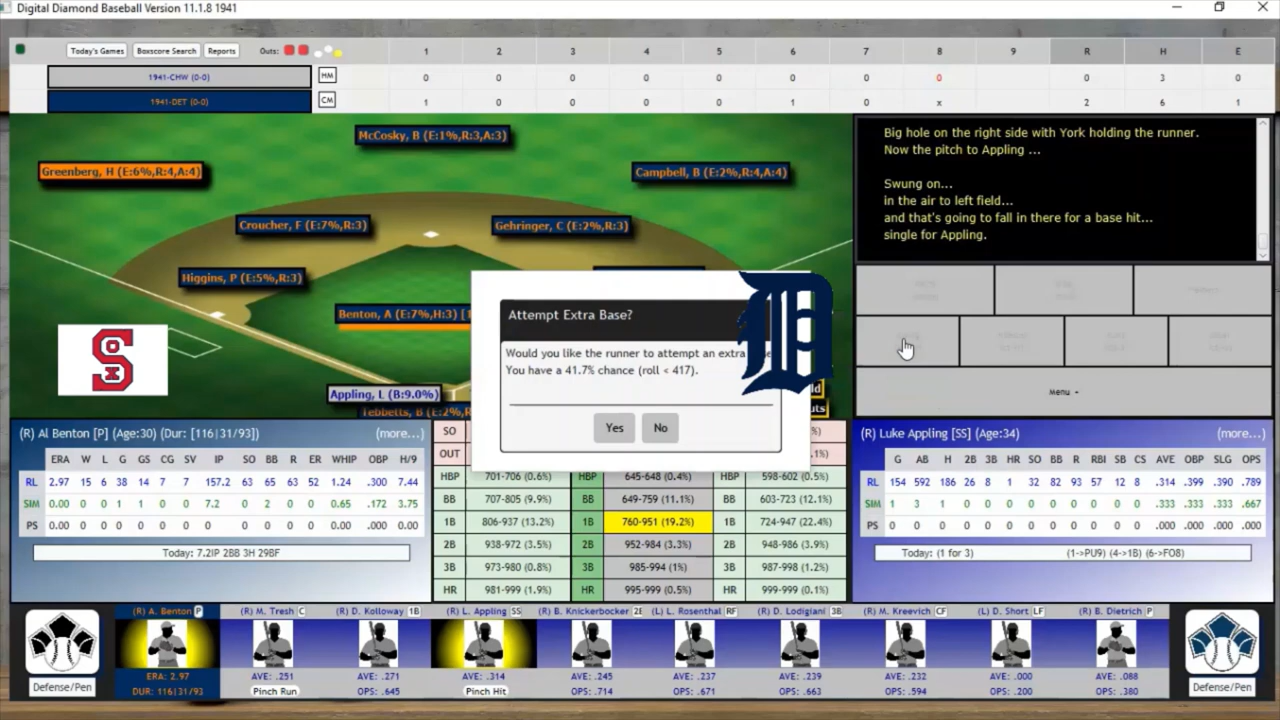 Digital Diamond Baseball Version 11.1.8 1941
Today's Games Boxscore Search Reports Outs: 1 2 3 4 5 6 7 8 9 R H E
1941-CHW (0-0) HM 0 0 0 0 0 0 0 0 0 3 0
1941-DET (0-0) CM 1 0 0 0 0 1 0 x 2 6 1
McCosky, B (E:1%,R:3,A:3)
Greenberg, H (E:6%,R:4,A:4)
Campbell, B (E:2%,R:4,A:4)
Croucher, F (E:7%,R:3)
Gehringer, C (E:2%,R:3)
Higgins, P (E:5%,R:3)
Benton, A (E:7%,H:3)
Appling, L (B:9.0%)
Tebbetts, B (E:2%,R
Big hole on the right side with York holding the runner.
Now the pitch to Appling ...
Swung on...
in the air to left field...
and that's going to fall in there for a base hit...
single for Appling.
Attempt Extra Base?
Would you like the runner to attempt an extra
You have a 41.7% chance (roll < 417).
Yes No
Menu
(R) Al Benton [P] (Age:30) (Dur: [116|31/93]) (more...)
ERA W L G GS CG SV IP SO BB R ER WHIP OBP H/9
RL 2.97 15 6 38 14 7 7 157.2 63 65 63 52 1.24 .300 7.44
SIM 0.00 0 0 1 1 0 0 7.2 0 2 0 0 0.65 .172 3.75
PS 0.00 0 0 0 0 0 0 0.0 0 0 0 0 0.00 .000 0.00
Today: 7.2IP 2BB 3H 29BF
SO
OUT
HBP 701-706 (0.6%) HBP 645-648 (0.4%) HBP 598-602 (0.5%)
BB 707-805 (9.9%) BB 649-759 (11.1%) BB 603-723 (12.1%)
1B 806-937 (13.2%) 1B 760-951 (19.2%) 1B 724-947 (22.4%)
2B 938-972 (3.5%) 2B 952-984 (3.3%) 2B 948-986 (3.9%)
3B 973-980 (0.8%) 3B 985-994 (1%) 3B 987-998 (1.2%)
HR 981-999 (1.9%) HR 995-999 (0.5%) HR 999-999 (0.1%)
(R) Luke Appling [SS] (Age:34) (more...)
G AB H 2B 3B HR SO BB R RBI SB CS AVE OBP SLG OPS
RL 154 592 186 26 8 1 32 82 93 57 12 8 .314 .399 .390 .789
SIM 1 3 1 0 0 0 0 0 0 0 0 0 .333 .333 .333 .667
PS 0 0 0 0 0 0 0 0 0 0 0 0 .000 .000 .000 .000
Today: (1 for 3) (1->PU9) (4->1B) (6->FO8)
(R) A. Benton P (R) M. Tresh C (R) D. Kolloway 1B (R) L. Appling SS (R) B. Knickerbocker (L) L. Rosenthal RF (R) D. Lodigiani 3B (R) M. Kreevich CF (L) D. Short LF (R) B. Dietrich P
ERA: 2.97 AVE: .251 AVE: .271 AVE: .314 AVE: .245 AVE: .237 AVE: .239 AVE: .232 AVE: .000 AVE: .088
Defense/Pen DUR: 116|31/93 Pinch Run OPS: .645 Pinch Hit OPS: .714 OPS: .671 OPS: .663 OPS: .594 OPS: .200 OPS: .380 Defense/Pen